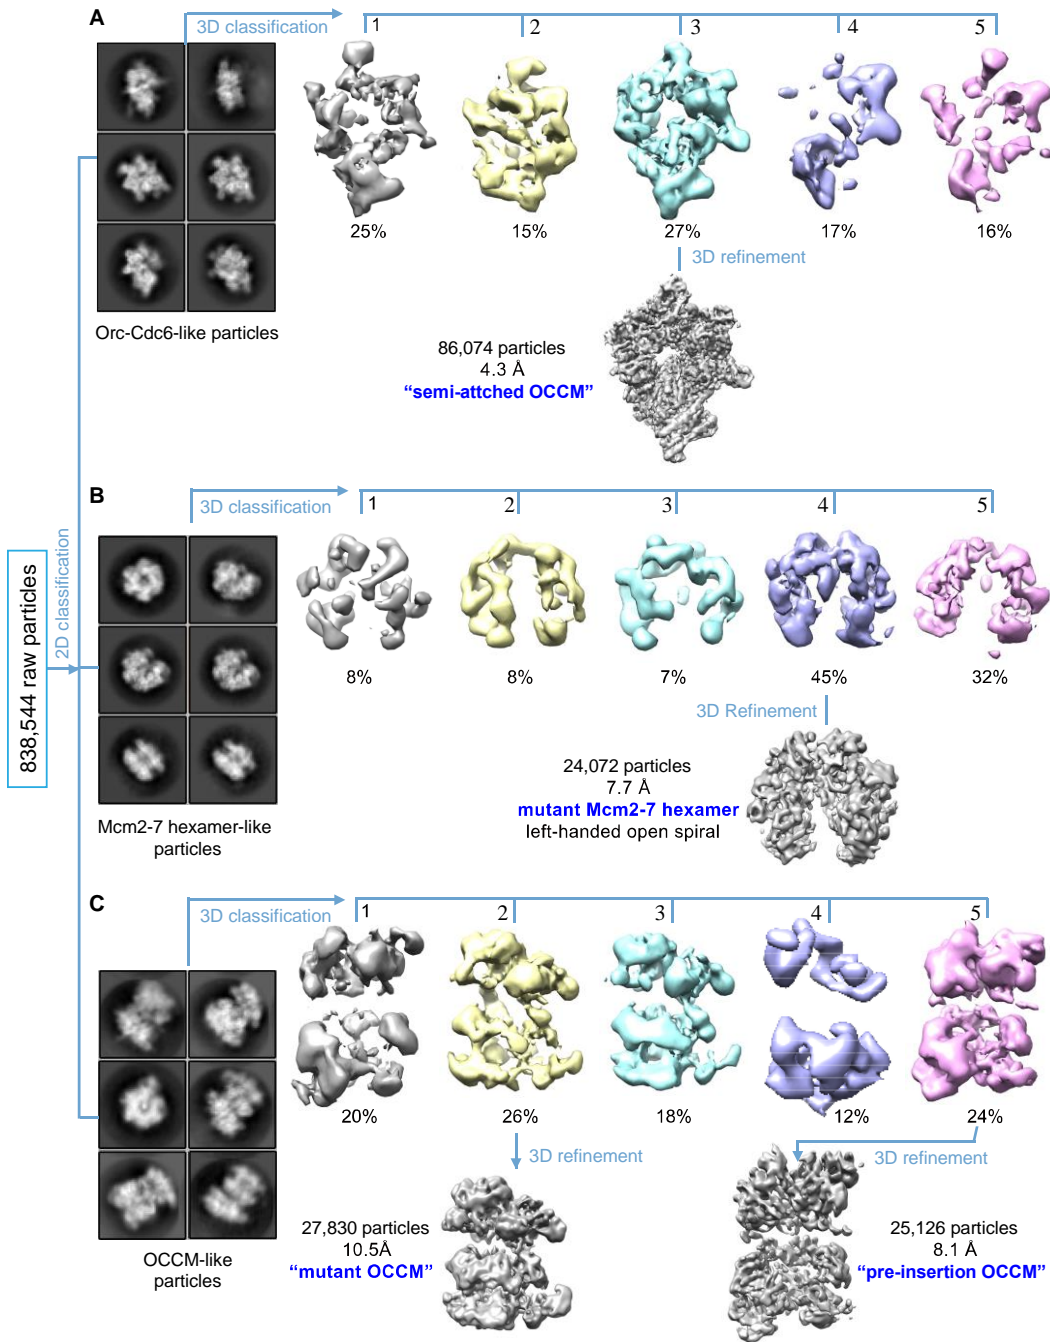 A
3D classification
1
2
3
4
5
25%
15%
27%
17%
16%
Orc-Cdc6-like particles
3D refinement
86,074 particles
4.3 Å
“semi-attched OCCM”
838,544 raw particles
2D classification
B
3D classification
1
2
3
4
5
8%
8%
7%
45%
32%
Mcm2-7 hexamer-like
particles
3D Refinement
24,072 particles
7.7 Å
mutant Mcm2-7 hexamer
left-handed open spiral
C
3D classification
1
2
3
4
5
20%
26%
18%
12%
24%
OCCM-like
particles
3D refinement
27,830 particles
10.5Å
“mutant OCCM”
3D refinement
25,126 particles
8.1 Å
“pre-insertion OCCM”